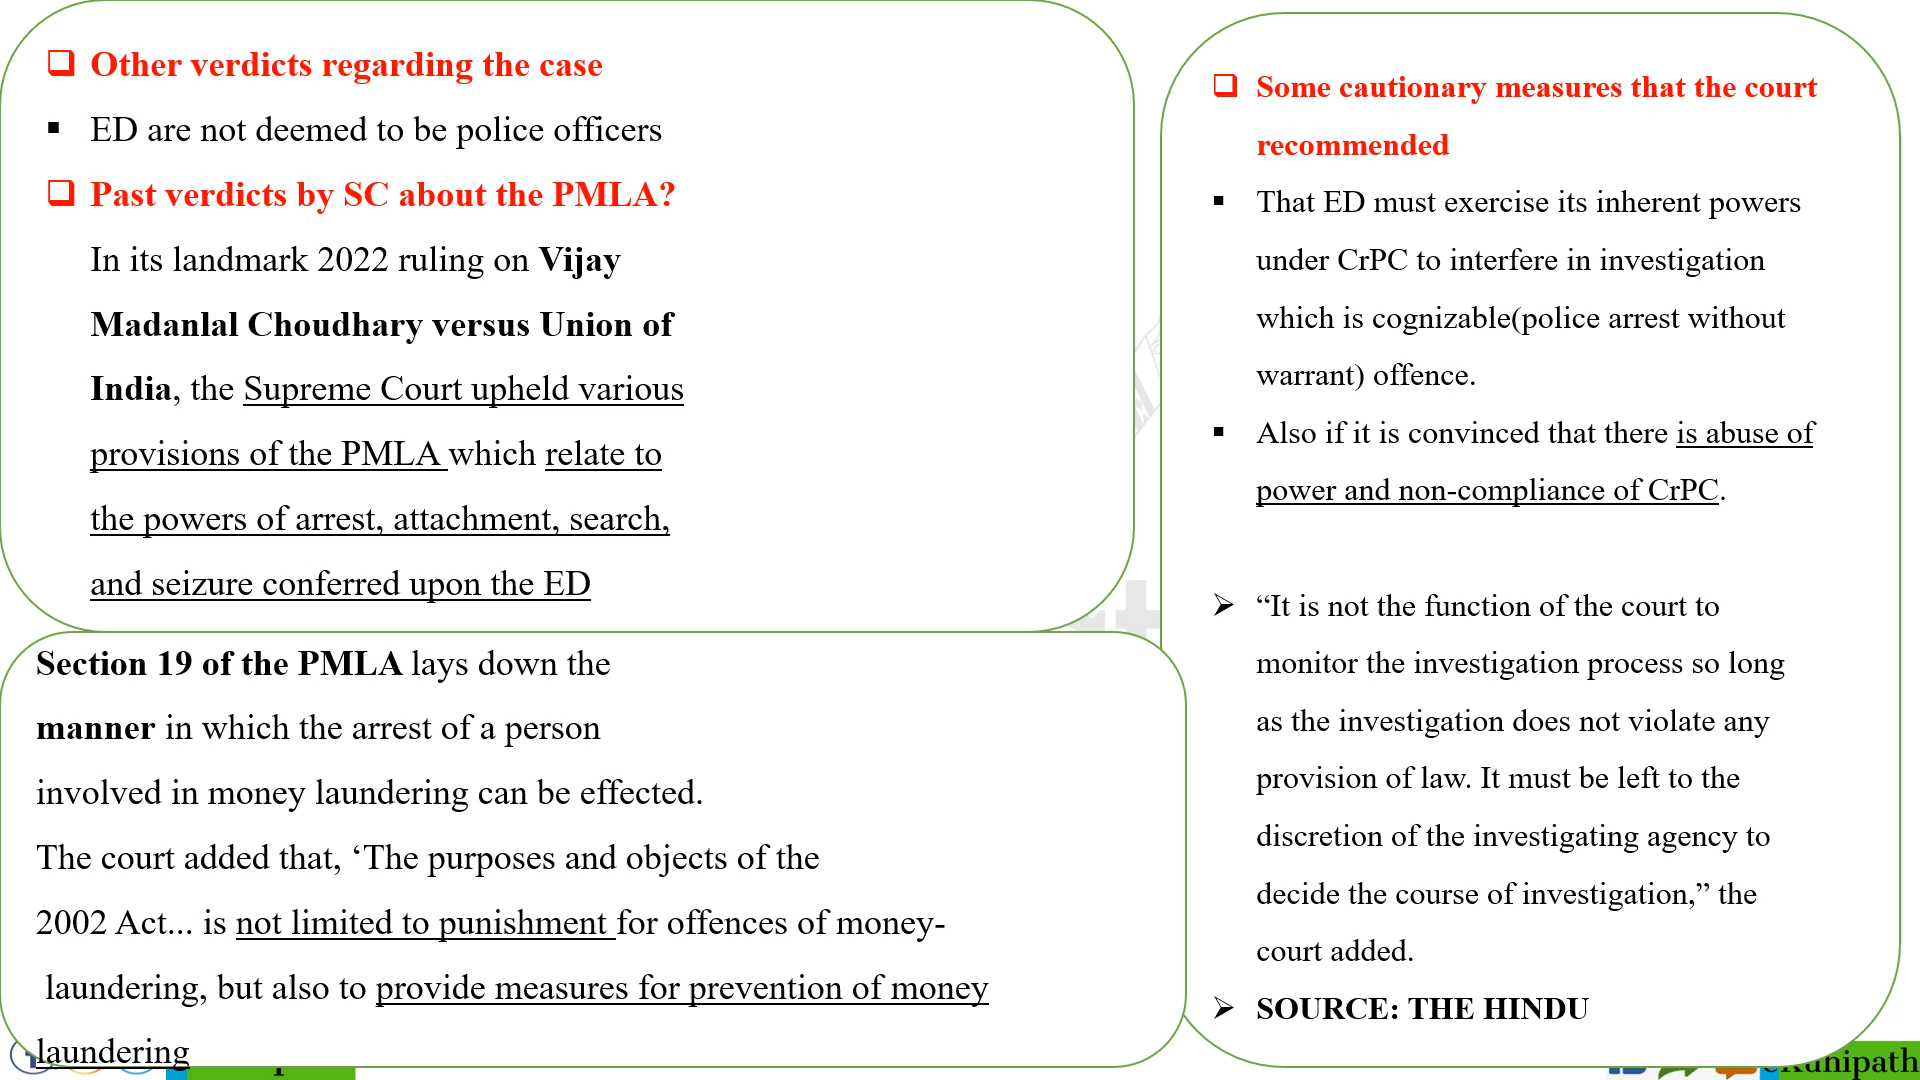 Other verdicts regarding the case
ED are not deemed to be police officers
Past verdicts by SC about the PMLA?
In its landmark 2022 ruling on Vijay
Madanlal Choudhary versus Union of
India, the Supreme Court upheld various
provisions of the PMLA which relate to
the powers of arrest, attachment, search,
and seizure conferred upon the ED
Section 19 of the PMLA lays down the
manner in which the arrest of a person
involved in money laundering can be effected.
The court added that, ‘The purposes and objects of the
2002 Act... is not limited to punishment for offences of money-
laundering, but also to provide measures for prevention of money
laundering
Some cautionary measures that the court
recommended
That ED must exercise its inherent powers
under CrPC to interfere in investigation
which is cognizable(police arrest without
warrant) offence.
Also if it is convinced that there is abuse of
power and non-compliance of CrPC.
“It is not the function of the court to
monitor the investigation process so long
as the investigation does not violate any
provision of law. It must be left to the
discretion of the investigating agency to
decide the course of investigation,” the
court added.
SOURCE: THE HINDU